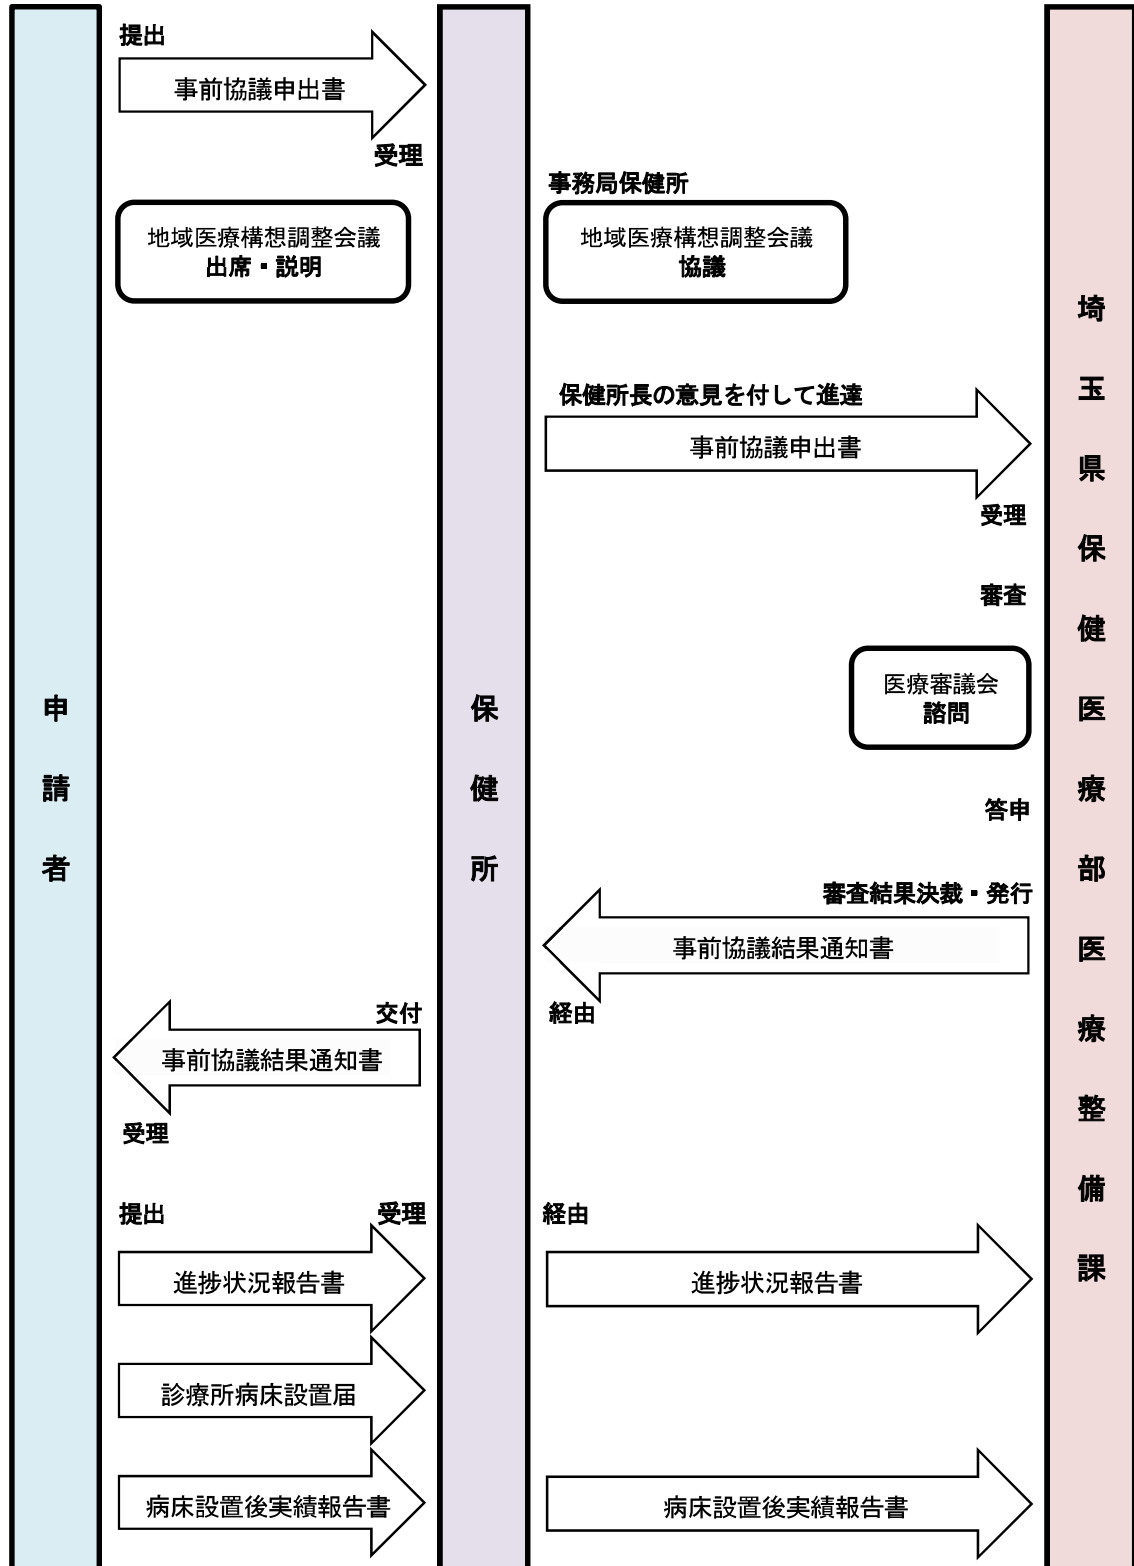 提出
事前協議申出書
受理
事務局保健所
地域医療構想調整会議
出席・説明
地域医療構想調整会議
協議
保健所長の意見を付して進達
事前協議申出書
受理
審査
医療審議会
諮問
答申
審査結果決裁・発行
事前協議結果通知書
経由
交付
事前協議結果通知書
受理
提出
受理
経由
進捗状況報告書
進捗状況報告書
診療所病床設置届
病床設置後実績報告書
病床設置後実績報告書
申請者
保健所
埼玉県保健医療部医療整備課